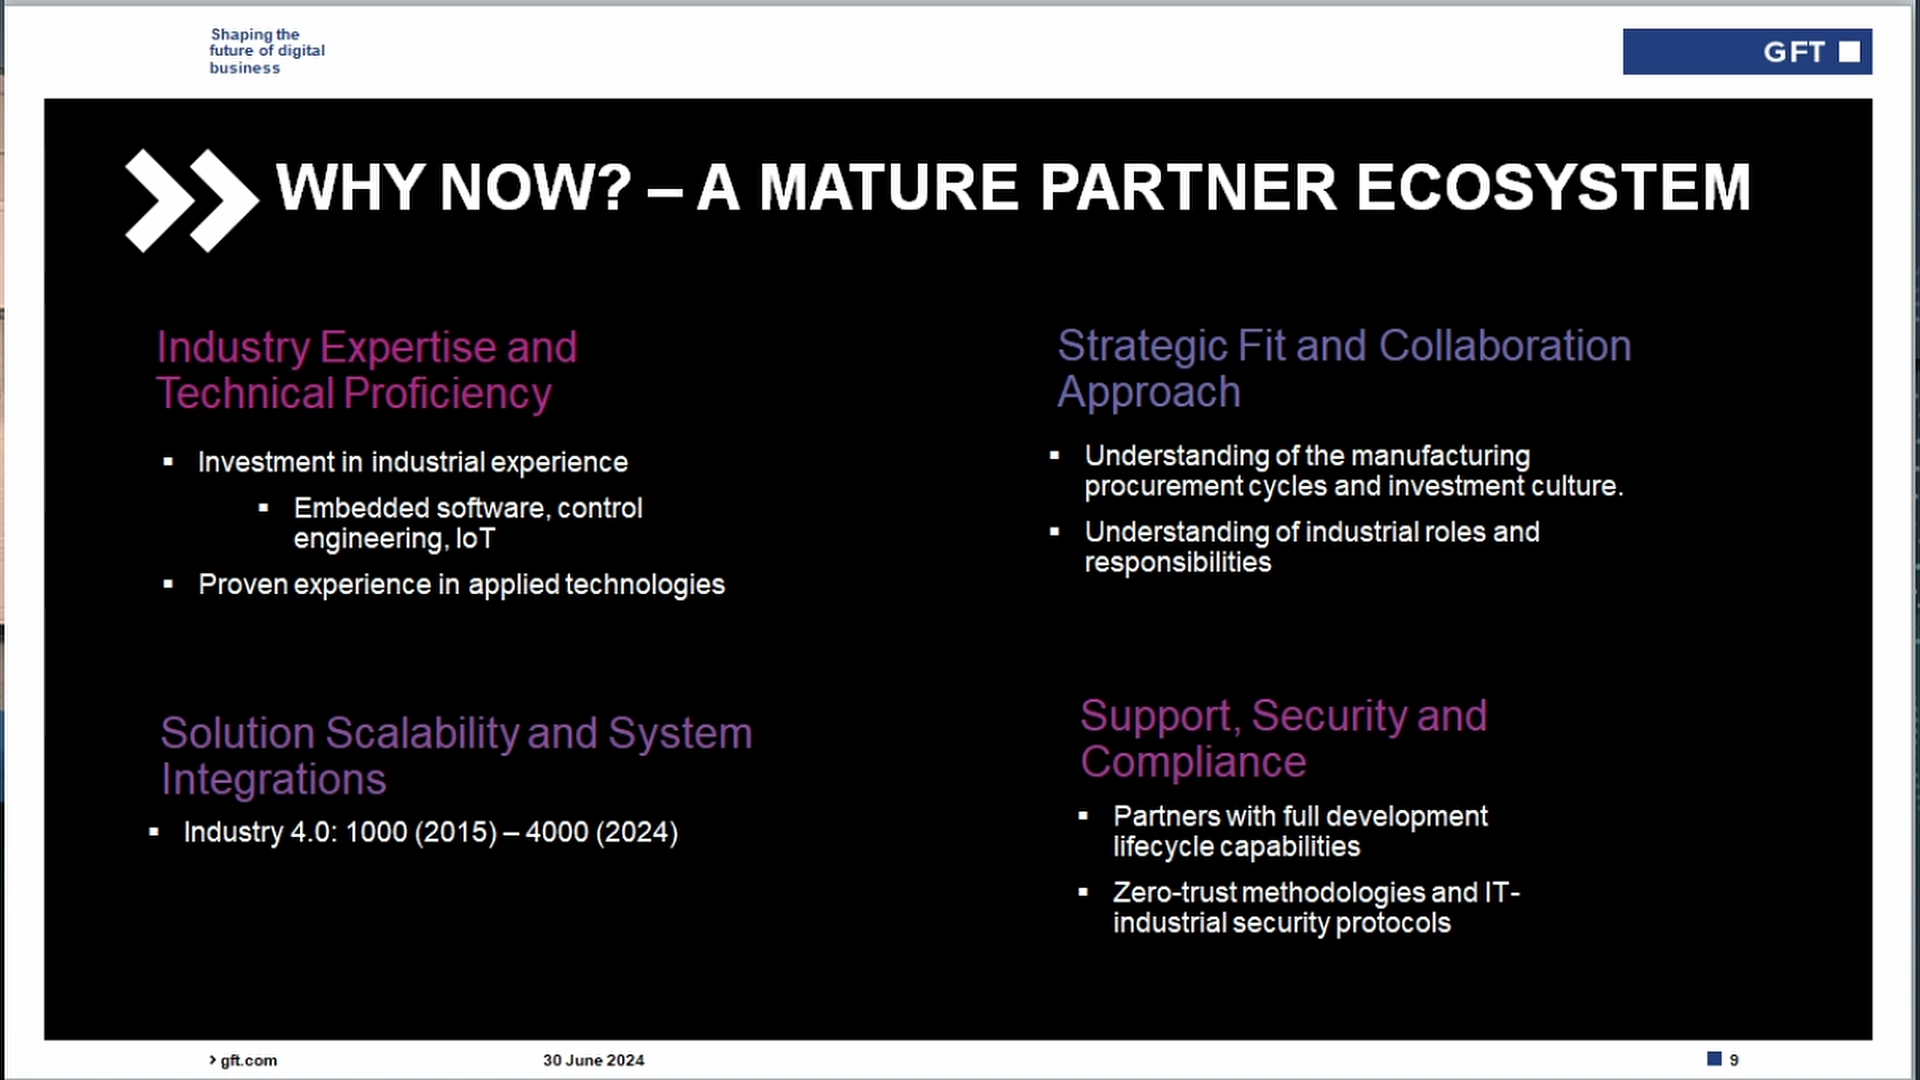 Shaping the
future of digital
business
GFT
WHY NOW? – A MATURE PARTNER ECOSYSTEM
Industry Expertise and
Technical Proficiency
▪ Investment in industrial experience
▪ Embedded software, control
engineering, IoT
▪ Proven experience in applied technologies
Strategic Fit and Collaboration
Approach
▪ Understanding of the manufacturing
procurement cycles and investment culture.
▪ Understanding of industrial roles and
responsibilities
Solution Scalability and System
Integrations
▪ Industry 4.0: 1000 (2015) – 4000 (2024)
Support, Security and
Compliance
▪ Partners with full development
lifecycle capabilities
▪ Zero-trust methodologies and IT-
industrial security protocols
› gft.com
30 June 2024
9